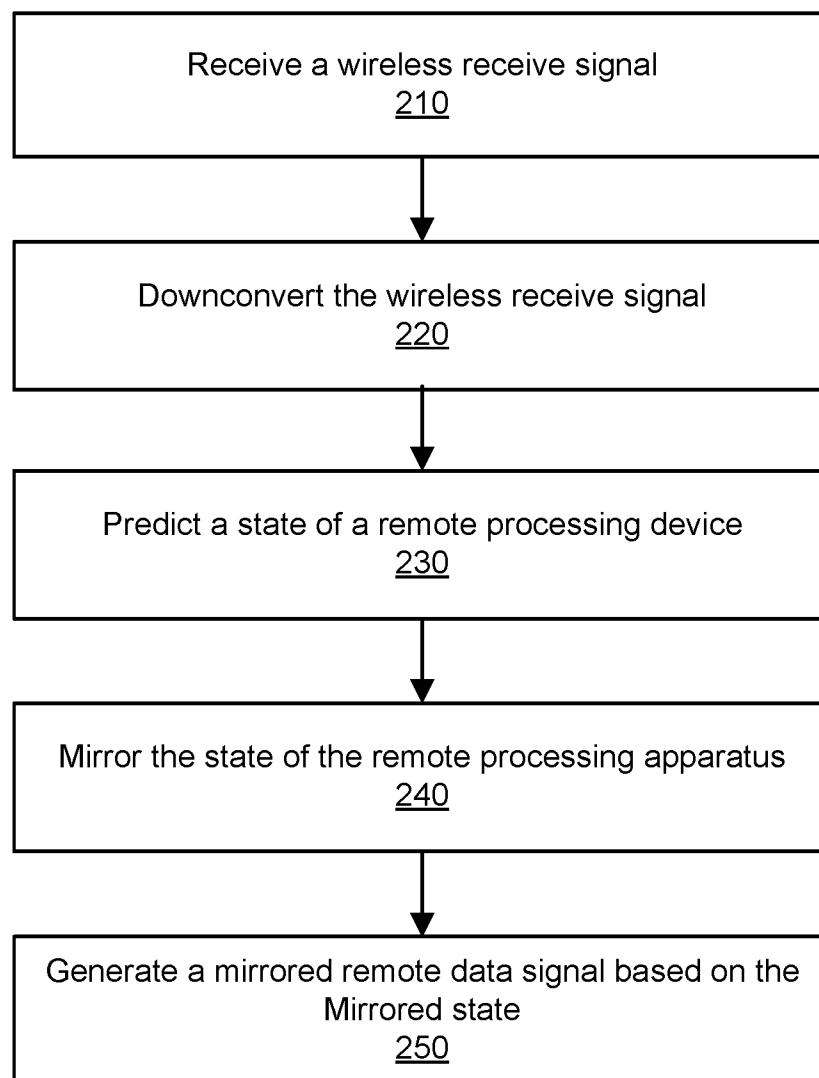 Receive a wireless receive signal
210
Downconvert the wireless receive signal
220
Predict a state of a remote processing device
230
Mirror the state of the remote processing apparatus
240
Generate a mirrored remote data signal based on the
Mirrored state
250